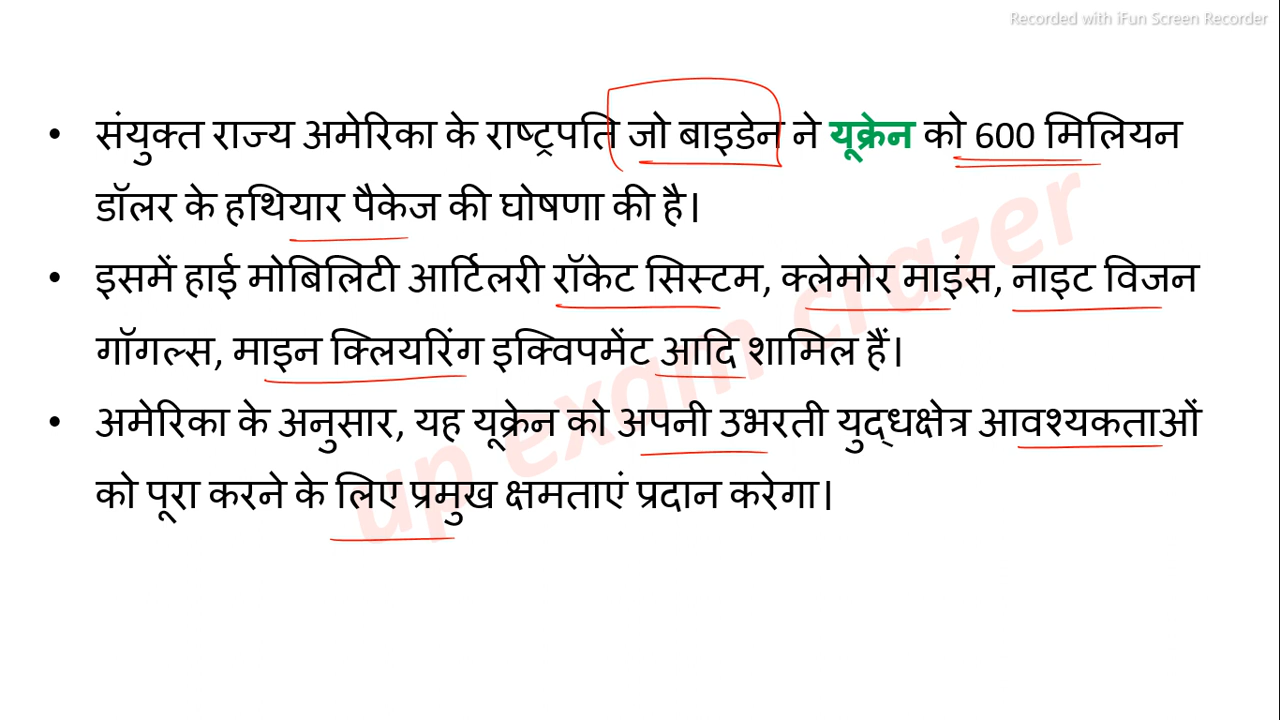 Recorded with iFun Screen Recorder
• संयुक्त राज्य अमेरिका के राष्ट्रपति जो बाइडेन ने यूक्रेन को 600 मिलियन
डॉलर के हथियार पैकेज की घोषणा की है।
• इसमें हाई मोबिलिटी आर्टिलरी रॉकेट सिस्टम, क्लेमोर माइंस, नाइट विजन
गॉगल्स, माइन क्लियरिंग इक्विपमेंट आदि शामिल हैं।
• अमेरिका के अनुसार, यह यूक्रेन को अपनी उभरती युद्धक्षेत्र आवश्यकताओं
को पूरा करने के लिए प्रमुख क्षमताएं प्रदान करेगा।
up exam crazer